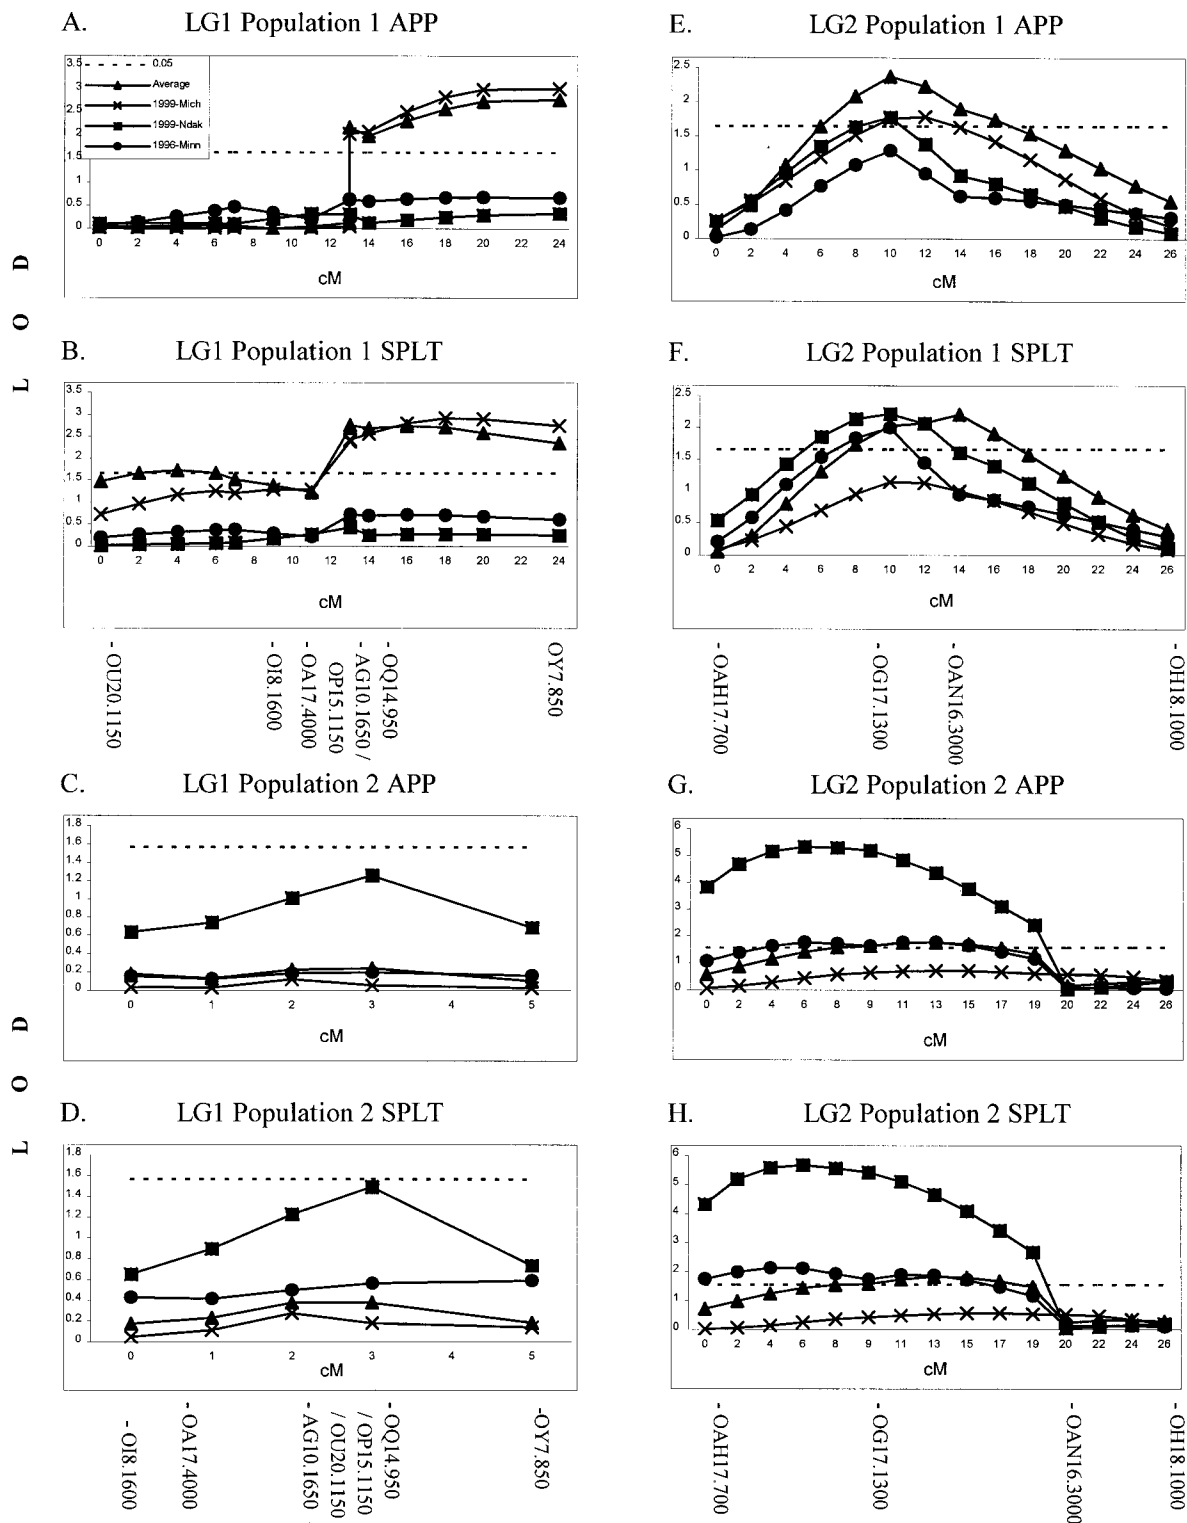 A. LG1 Population 1 APP
3.5
3
2.5
2
1.5
1
0.5
0
0.05
Average
1999-Mich
1999-Ndak
1996-Minn
0 2 4 6 8 10 12 14 16 18 20 22 24
cM
B. LG1 Population 1 SPLT
3.5
3
2.5
2
1.5
1
0.5
0
0 2 4 6 8 10 12 14 16 18 20 22 24
cM
L O D
- OU20.1150
- OI8.1600
- OA17.4000
OP15.1150
- AG10.1650 /
- OQ14.950
OY7.850
C. LG1 Population 2 APP
1.8
1.6
1.4
1.2
1
0.8
0.6
0.4
0.2
0
0 1 2 3 4 5
cM
D. LG1 Population 2 SPLT
1.8
1.6
1.4
1.2
1
0.8
0.6
0.4
0.2
0
0 1 2 3 4 5
cM
L O D
- OI8.1600
- OA17.4000
- AG10.1650
/ OU20.1150
/ OP15.1150
- OQ14.950
-OY7.850
E. LG2 Population 1 APP
2.5
2
1.5
1
0.5
0
0 2 4 6 8 10 12 14 16 18 20 22 24 26
cM
F. LG2 Population 1 SPLT
2.5
2
1.5
1
0.5
0
0 2 4 6 8 10 12 14 16 18 20 22 24 26
cM
- OAH17.700
- OG17.1300
- OAN16.3000
- OH18.1000
G. LG2 Population 2 APP
6
5
4
3
2
1
0
0 2 4 6 8 9 11 13 15 17 19 20 22 24 26
cM
H. LG2 Population 2 SPLT
6
5
4
3
2
1
0
0 2 4 6 8 9 11 13 15 17 19 20 22 24 26
cM
- OAH17.700
- OG17.1300
- OAN16.3000
- OH18.1000